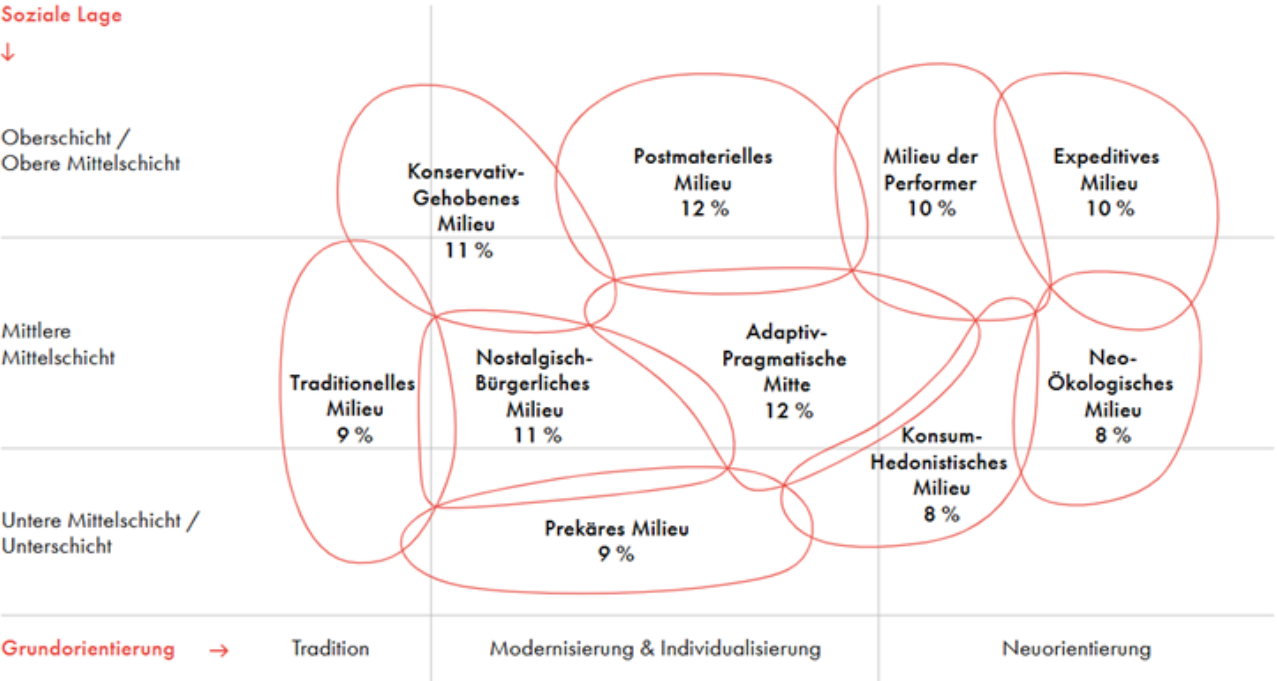 Soziale Lage
↓
Oberschicht /
Obere Mittelschicht
Mittlere
Mittelschicht
Untere Mittelschicht /
Unterschicht
Konservativ-
Gehobenes
Milieu
11 %
Postmaterielles
Milieu
12 %
Milieu der
Performer
10 %
Expeditives
Milieu
10 %
Traditionelles
Milieu
9 %
Nostalgisch-
Bürgerliches
Milieu
11 %
Adaptiv-
Pragmatische
Mitte
12 %
Neo-
Ökologisches
Milieu
8 %
Konsum-
Hedonistisches
Milieu
8 %
Prekäres Milieu
9 %
Grundorientierung →
Tradition
Modernisierung & Individualisierung
Neuorientierung